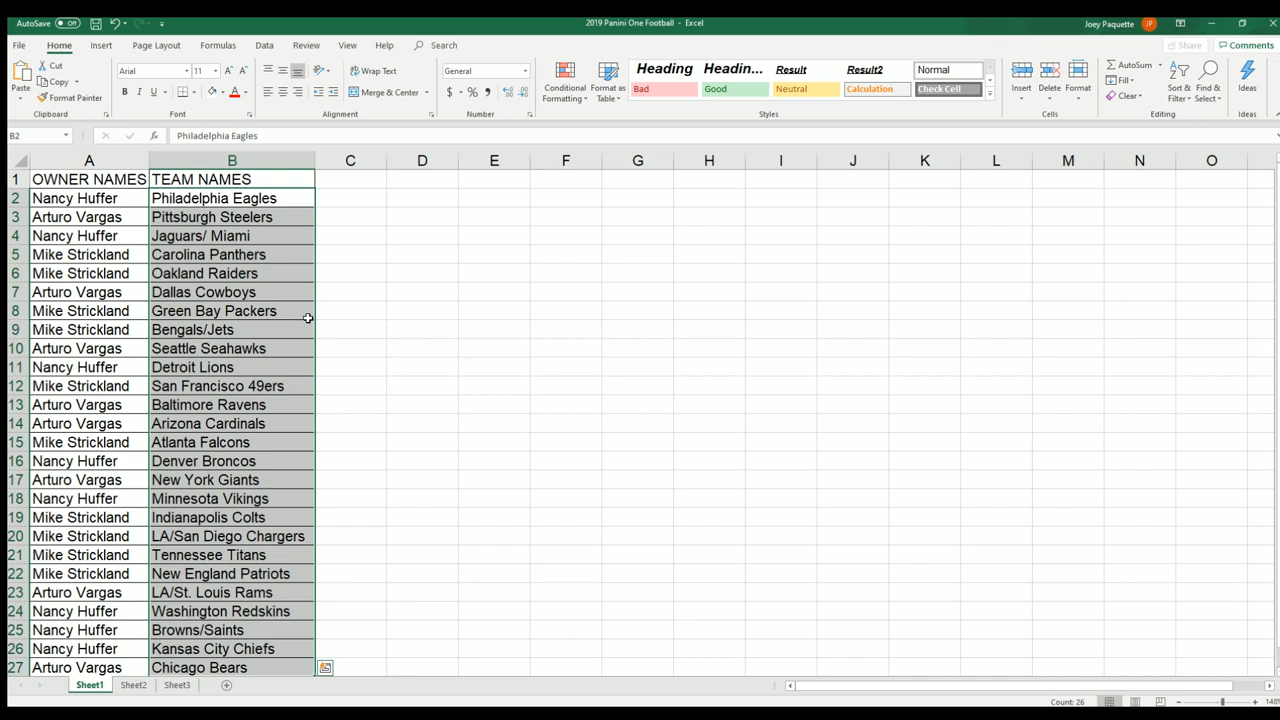 AutoSave Off
2019 Panini One Football - Excel
Joey Paquette JP
File Home Insert Page Layout Formulas Data Review View Help Search Share Comments
Paste Cut Copy Format Painter Clipboard
Arial 11 A A B I U A Font
Wrap Text Merge & Center Alignment
General $ % , Number
Conditional Formatting Format as Table
Heading Headin... Result Result2 Normal
Bad Good Neutral Calculation Check Cell
Styles
Insert Delete Format Cells
AutoSum Fill Clear Sort & Filter Find & Select Editing
Ideas Ideas
B2 fx Philadelphia Eagles
A B C D E F G H I J K L M N O
1 OWNER NAMES TEAM NAMES
2 Nancy Huffer Philadelphia Eagles
3 Arturo Vargas Pittsburgh Steelers
4 Nancy Huffer Jaguars/ Miami
5 Mike Strickland Carolina Panthers
6 Mike Strickland Oakland Raiders
7 Arturo Vargas Dallas Cowboys
8 Mike Strickland Green Bay Packers
9 Mike Strickland Bengals/Jets
10 Arturo Vargas Seattle Seahawks
11 Nancy Huffer Detroit Lions
12 Mike Strickland San Francisco 49ers
13 Arturo Vargas Baltimore Ravens
14 Arturo Vargas Arizona Cardinals
15 Mike Strickland Atlanta Falcons
16 Nancy Huffer Denver Broncos
17 Arturo Vargas New York Giants
18 Nancy Huffer Minnesota Vikings
19 Mike Strickland Indianapolis Colts
20 Mike Strickland LA/San Diego Chargers
21 Mike Strickland Tennessee Titans
22 Mike Strickland New England Patriots
23 Arturo Vargas LA/St. Louis Rams
24 Nancy Huffer Washington Redskins
25 Nancy Huffer Browns/Saints
26 Nancy Huffer Kansas City Chiefs
27 Arturo Vargas Chicago Bears
Sheet1 Sheet2 Sheet3
Count: 26 148%